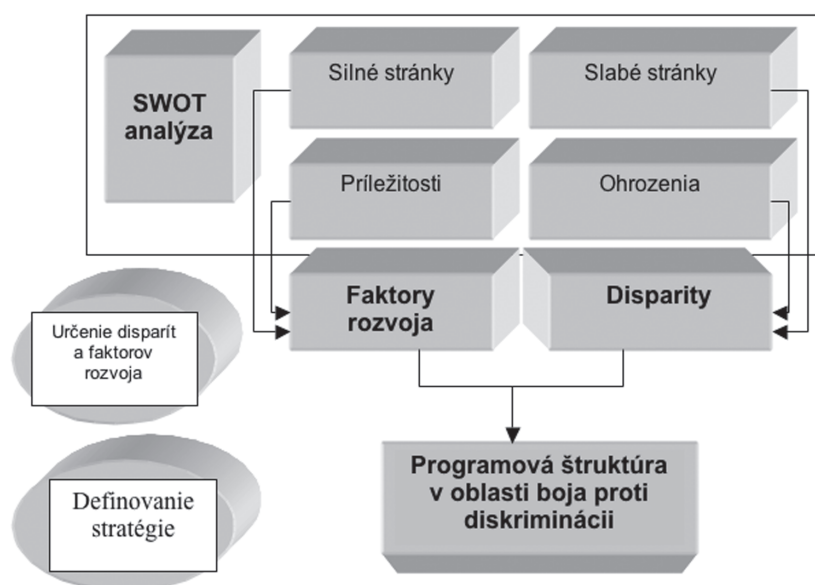 SWOT
analýza
Silné stránky
Slabé stránky
Príležitosti
Ohrozenia
Faktory
rozvoja
Disparity
Určenie disparít
a faktorov
rozvoja
Programová štruktúra
v oblasti boja proti
diskriminácii
Definovanie
stratégie